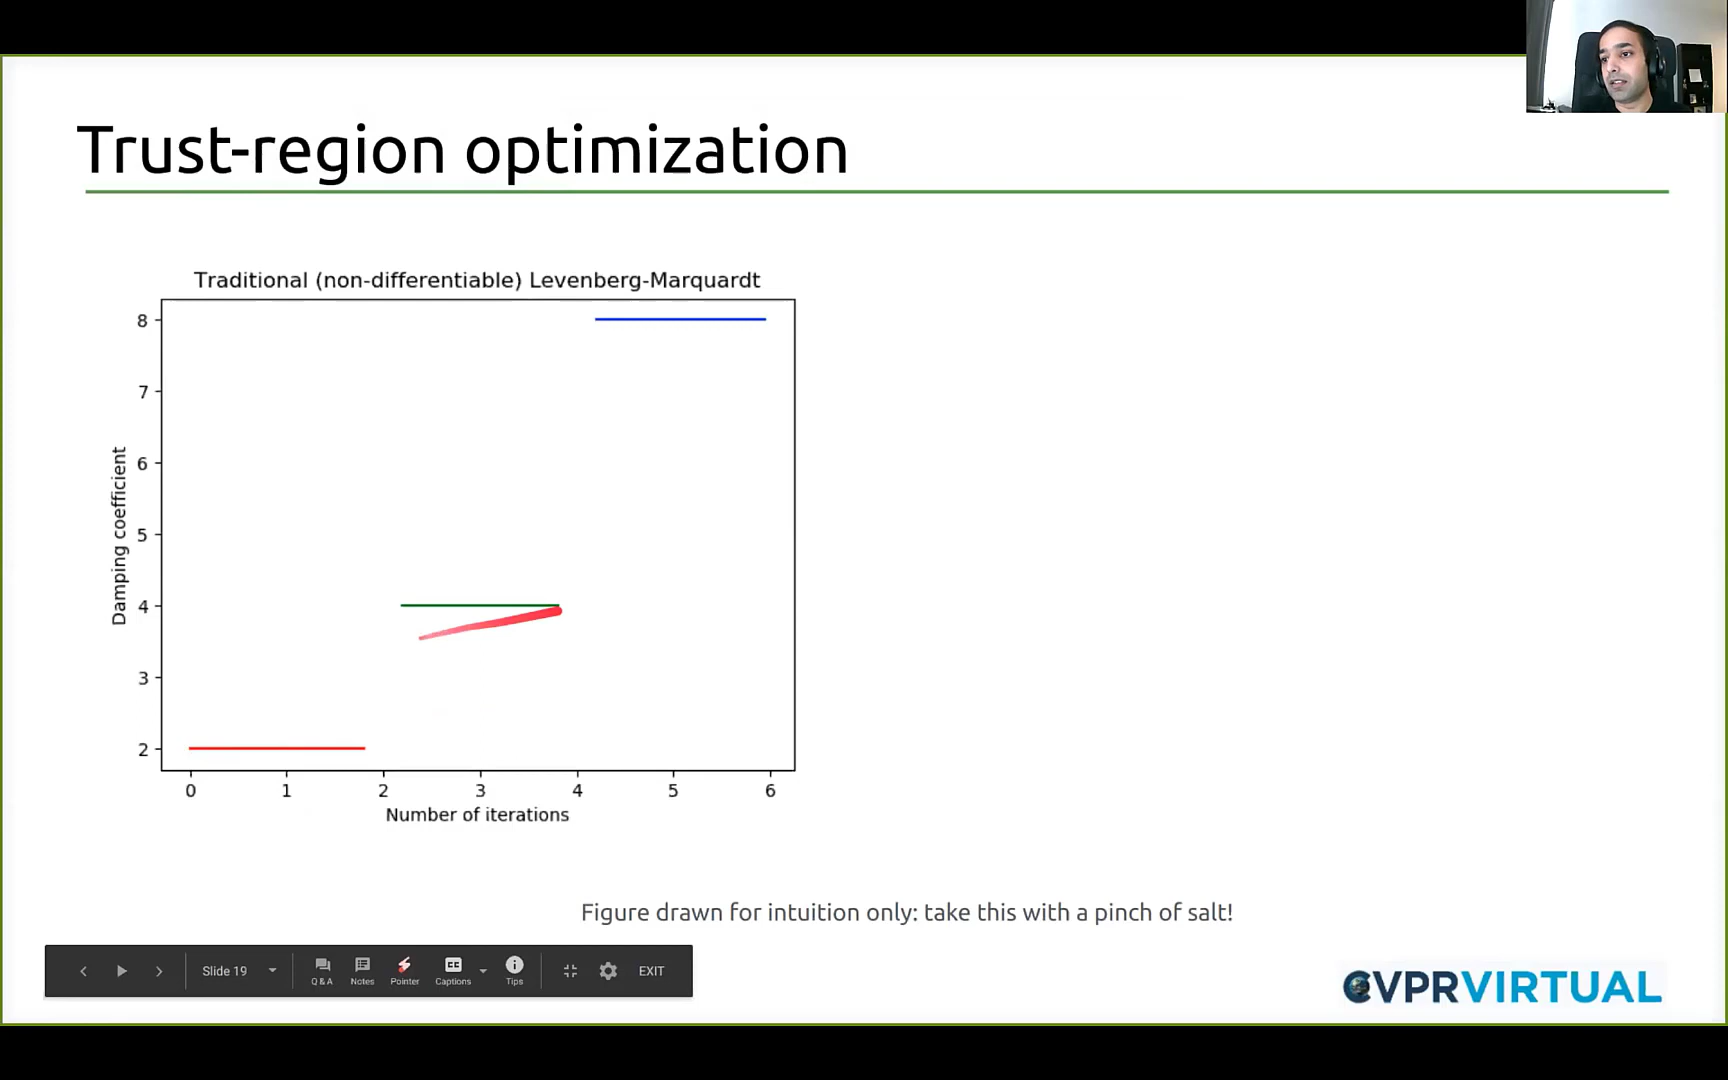 Trust-region optimization
Traditional (non-differentiable) Levenberg-Marquardt
8
7
6
5
4
3
2
Damping coefficient
0 1 2 3 4 5 6
Number of iterations
Figure drawn for intuition only: take this with a pinch of salt!
Slide 19
Q & A Notes Pointer Captions Tips
CC
EXIT
CVPRVIRTUAL